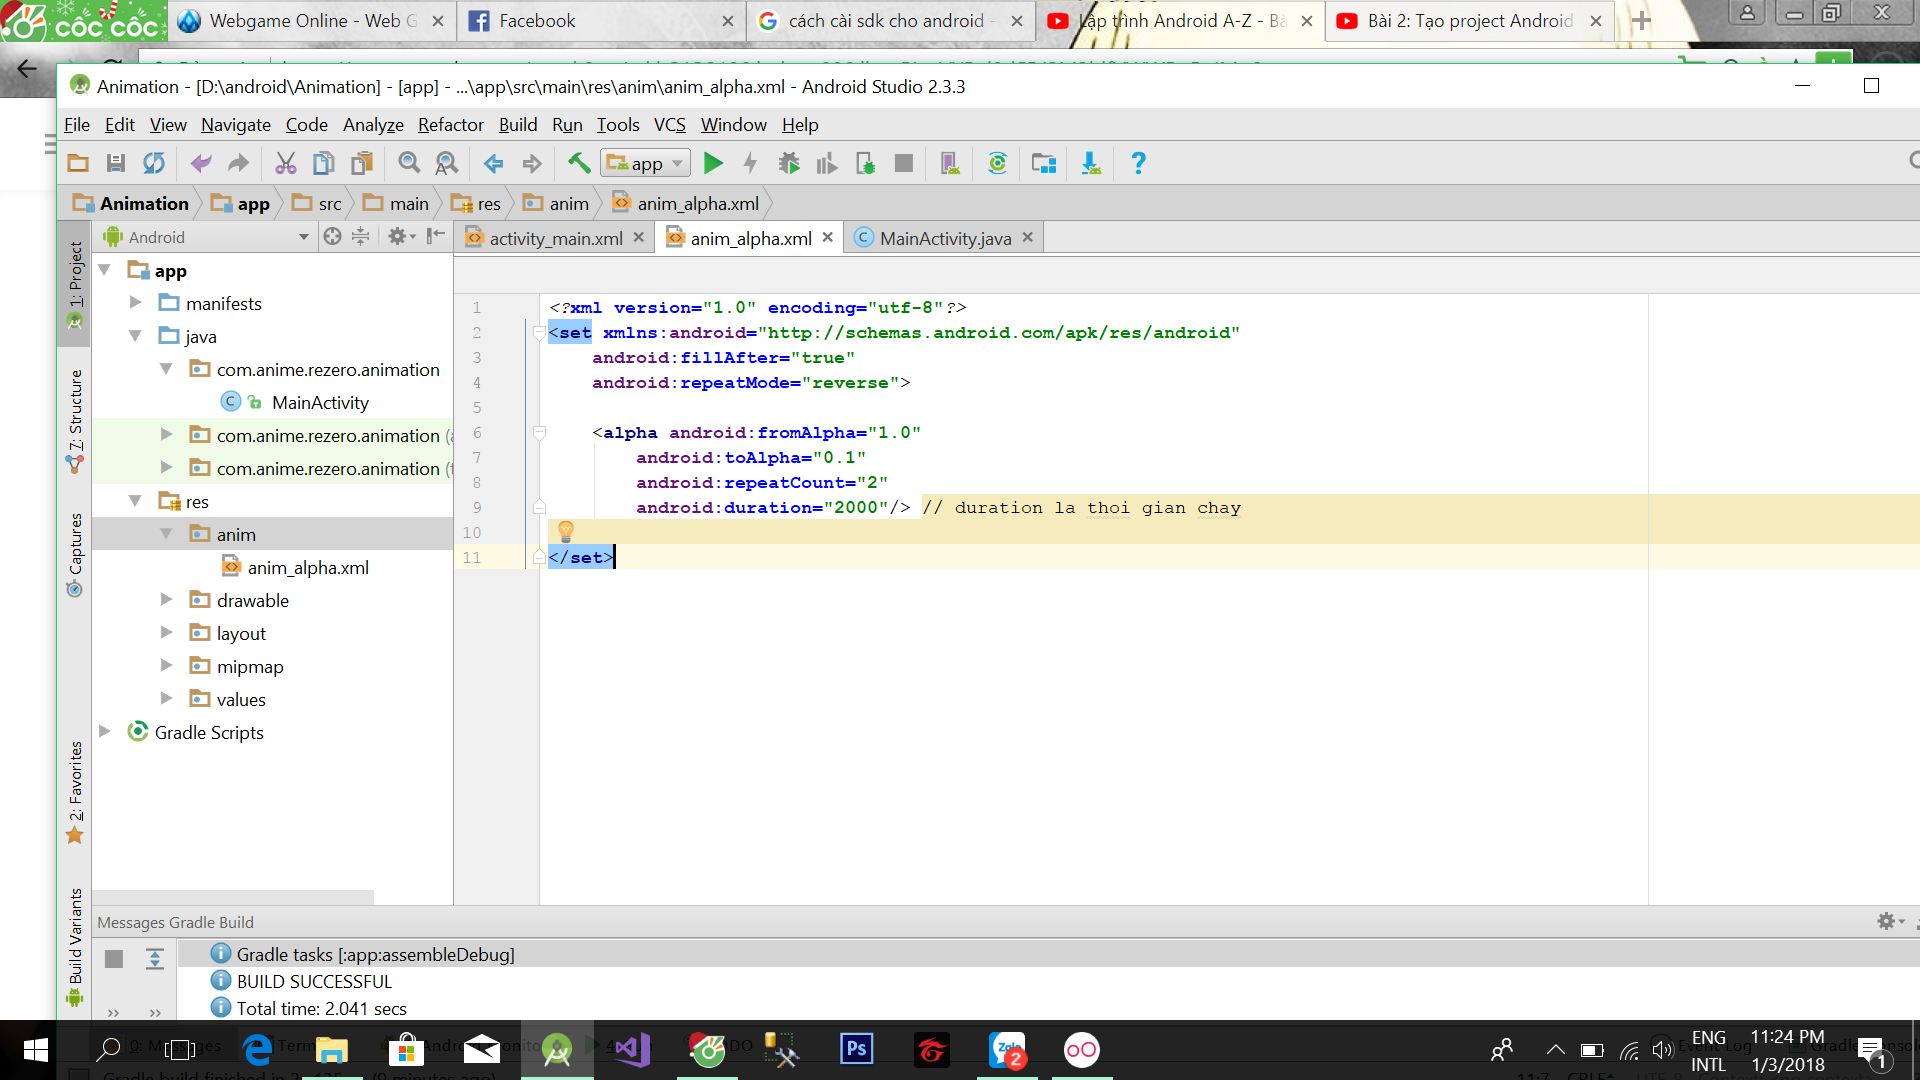 CỐC CỐC
Webgame Online - Web G
Facebook
cách cài sdk cho android -
Lập trình Android A-Z - Bà
Bài 2: Tạo project Android
Animation - [D:\android\Animation] - [app] - ...\app\src\main\res\anim\anim_alpha.xml - Android Studio 2.3.3
File Edit View Navigate Code Analyze Refactor Build Run Tools VCS Window Help
app
Animation app src main res anim anim_alpha.xml
Android
activity_main.xml anim_alpha.xml MainActivity.java
1: Project
7: Structure
Captures
2: Favorites
Build Variants
app
manifests
java
com.anime.rezero.animation
MainActivity
com.anime.rezero.animation (a
com.anime.rezero.animation (t
res
anim
anim_alpha.xml
drawable
layout
mipmap
values
Gradle Scripts
1 <?xml version="1.0" encoding="utf-8"?>
2 <set xmlns:android="http://schemas.android.com/apk/res/android"
3 android:fillAfter="true"
4 android:repeatMode="reverse">
5
6 <alpha android:fromAlpha="1.0"
7 android:toAlpha="0.1"
8 android:repeatCount="2"
9 android:duration="2000"/> // duration la thoi gian chay
10
11 </set>
Messages Gradle Build
Gradle tasks [:app:assembleDebug]
BUILD SUCCESSFUL
Total time: 2.041 secs
Ps
Zalo
2
ENG
INTL
11:24 PM
1/3/2018
1